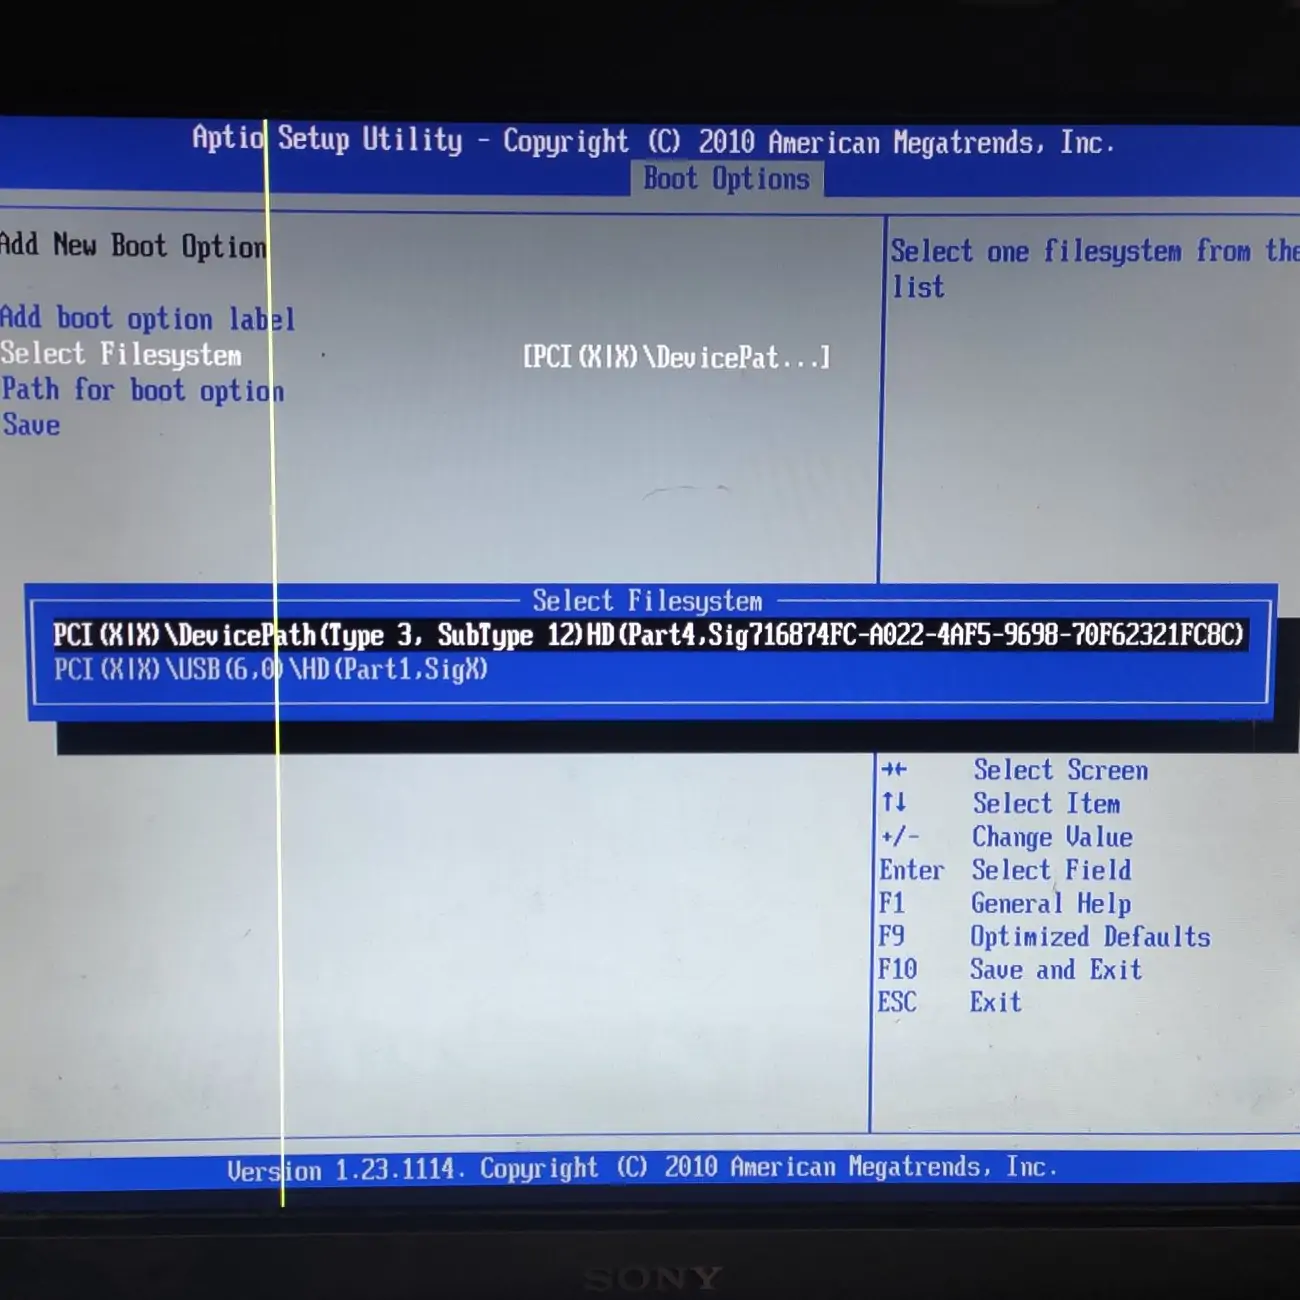 Aptio Setup Utility - Copyright (C) 2010 American Megatrends, Inc.
Boot Options
Add New Boot Option
Add boot option label
Select Filesystem [PCI(X|X)\DevicePat...]
Path for boot option
Save
Select one filesystem from the
list
Select Filesystem
PCI(X|X)\DevicePath(Type 3, SubType 12)HD(Part4,Sig716874FC-A022-4AF5-9698-70F62321FC8C)
PCI(X|X)\USB(6,0)\HD(Part1,SigX)
→← Select Screen
↑↓ Select Item
+/- Change Value
Enter Select Field
F1 General Help
F9 Optimized Defaults
F10 Save and Exit
ESC Exit
Version 1.23.1114. Copyright (C) 2010 American Megatrends, Inc.
SONY